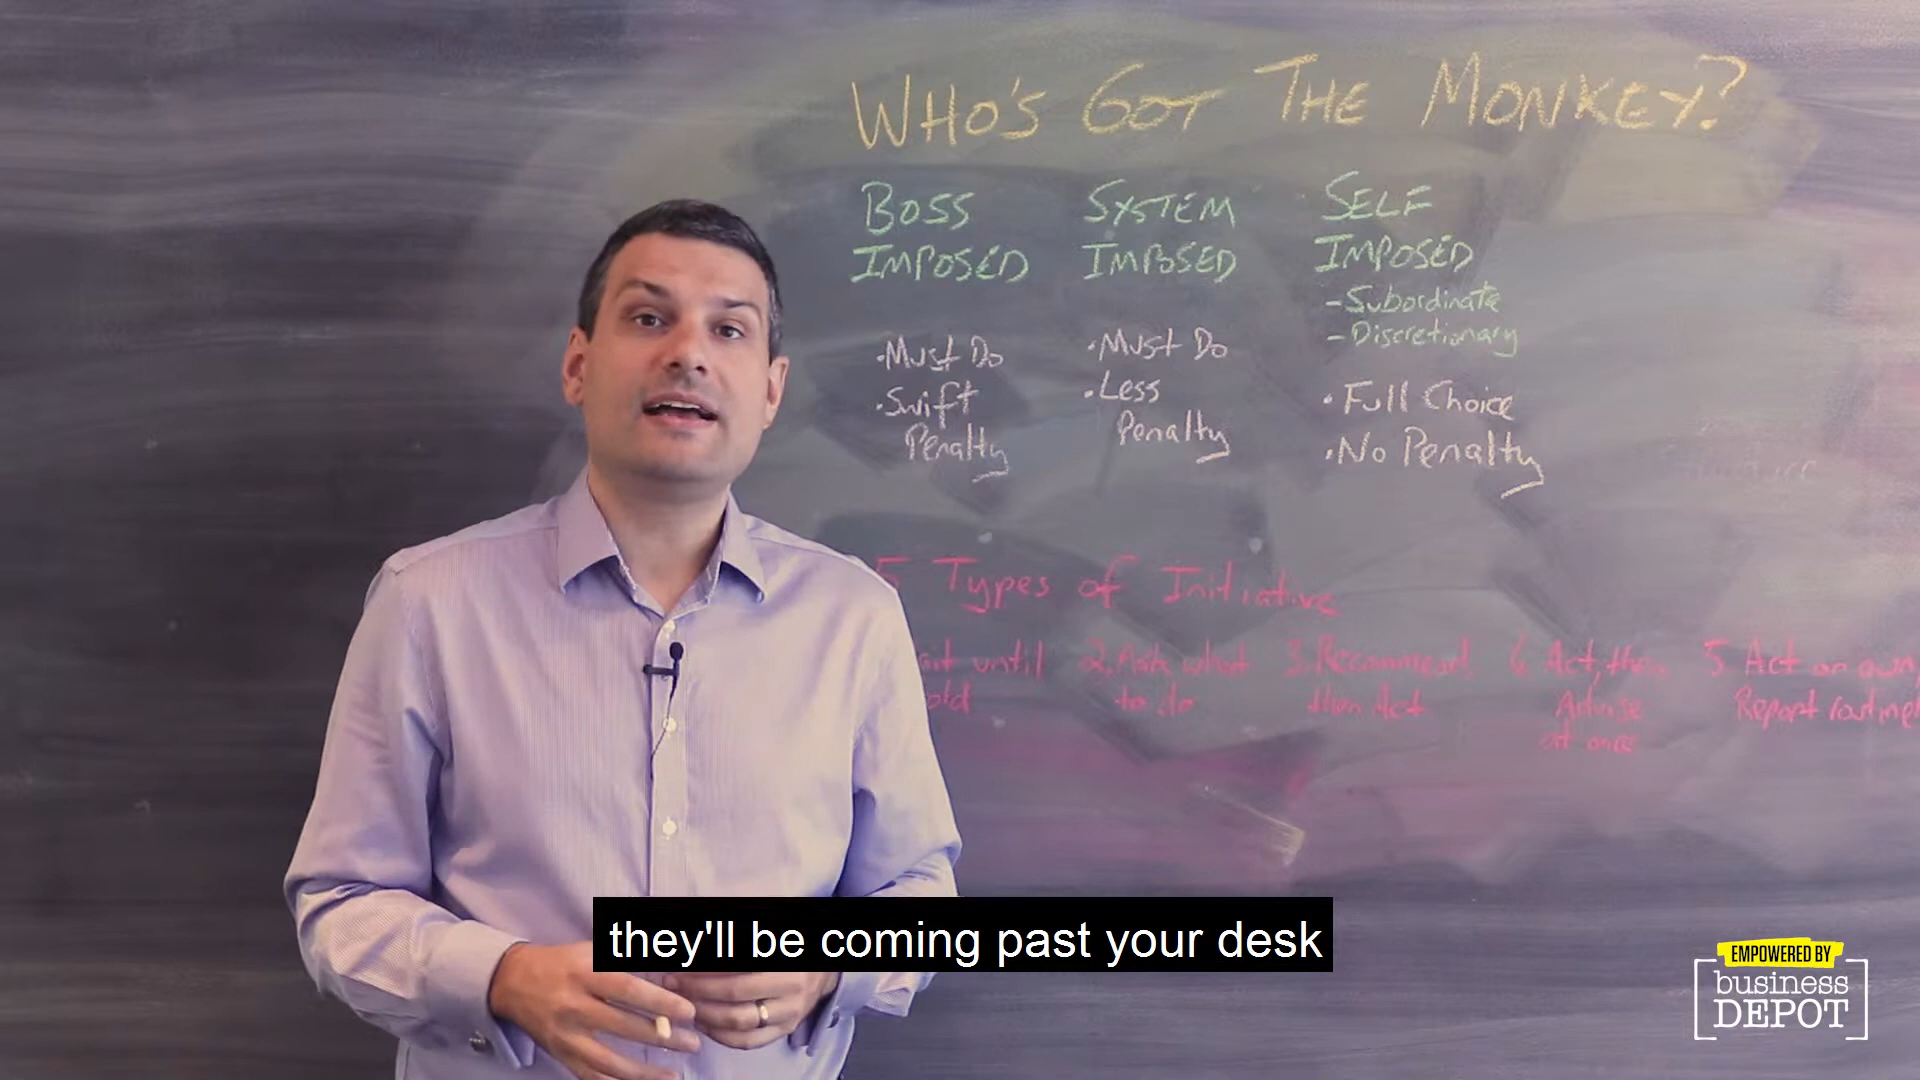 WHO'S GOT THE MONKEY?
BOSS
IMPOSED
• Must Do
• Swift
Penalty
SYSTEM
IMPOSED
• Must Do
• Less
Penalty
SELF
IMPOSED
- Subordinate
- Discretionary
• Full Choice
• No Penalty
5 Types of Initiative
until
2. Ask what
to do
3. Recommend
then Act
Act, then
Advise
at once
5. Act on own,
Report
they'll be coming past your desk
EMPOWERED BY
business
DEPOT